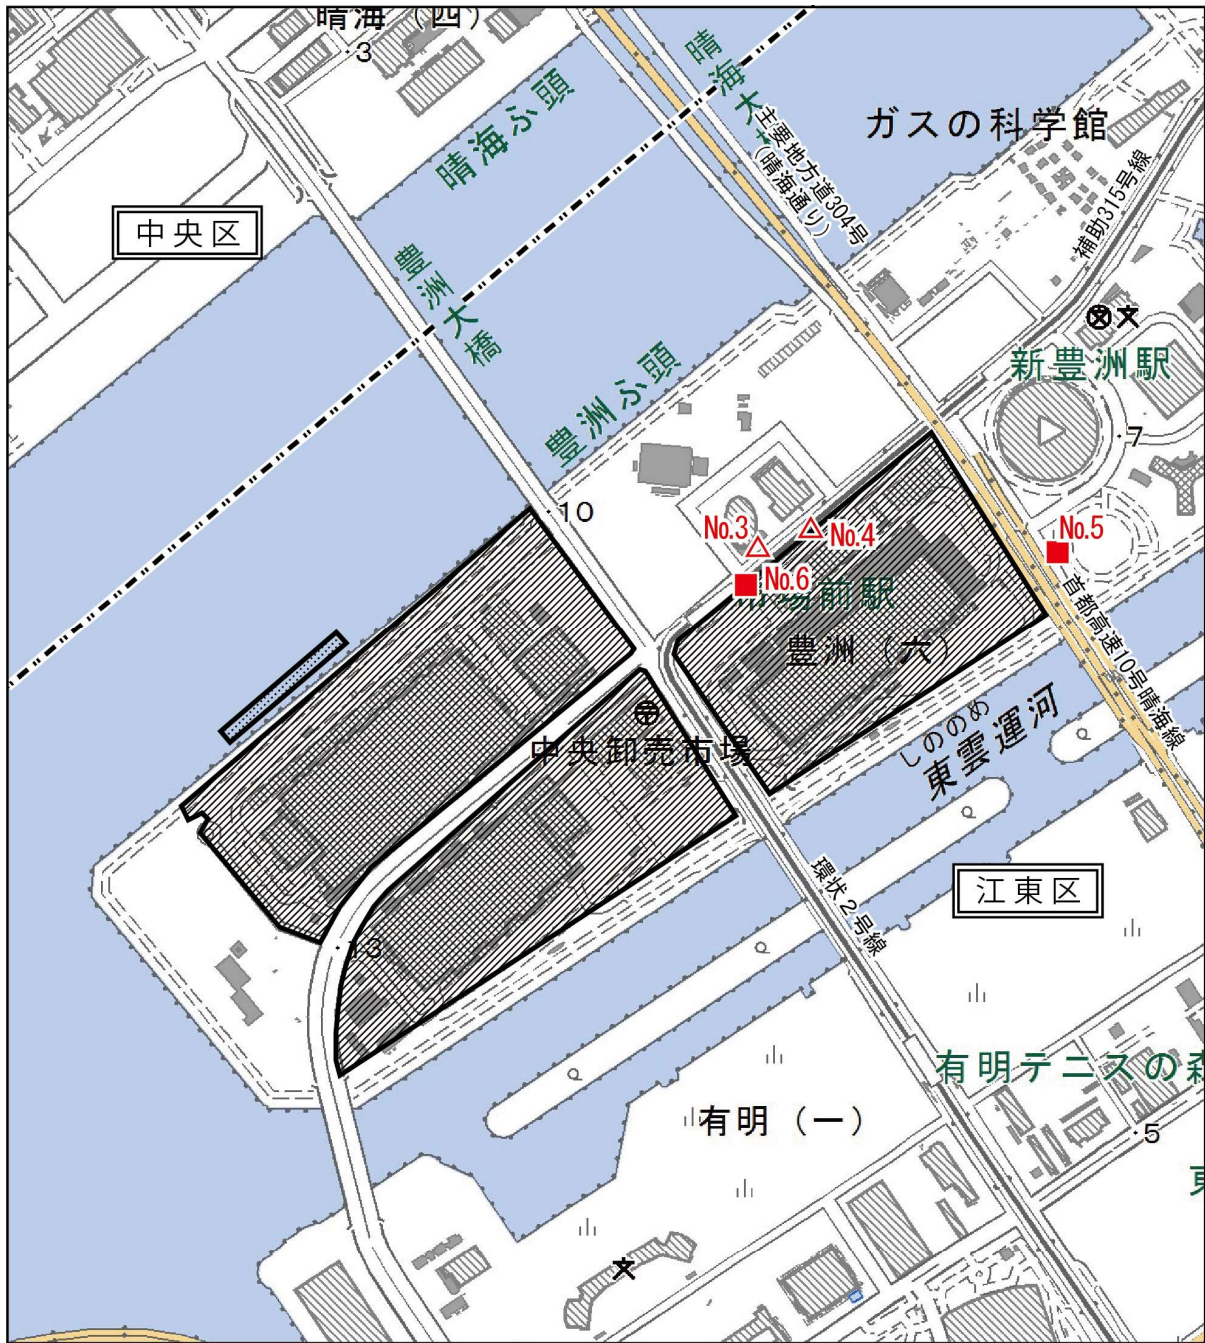 晴海（四）
3
晴海ふ頭
晴海大
主要地方道304号
（晴海通り）
ガスの科学館
補助315号線
中央区
豊洲大橋
豊洲ふ頭
新豊洲駅
7
10
No.3
No.4
No.5
No.6
市場前駅
豊洲（六）
首都高速10号晴海線
しののめ
東雲運河
中央卸売市場
環状2号線
江東区
13
有明テニスの森
有明（一）
5